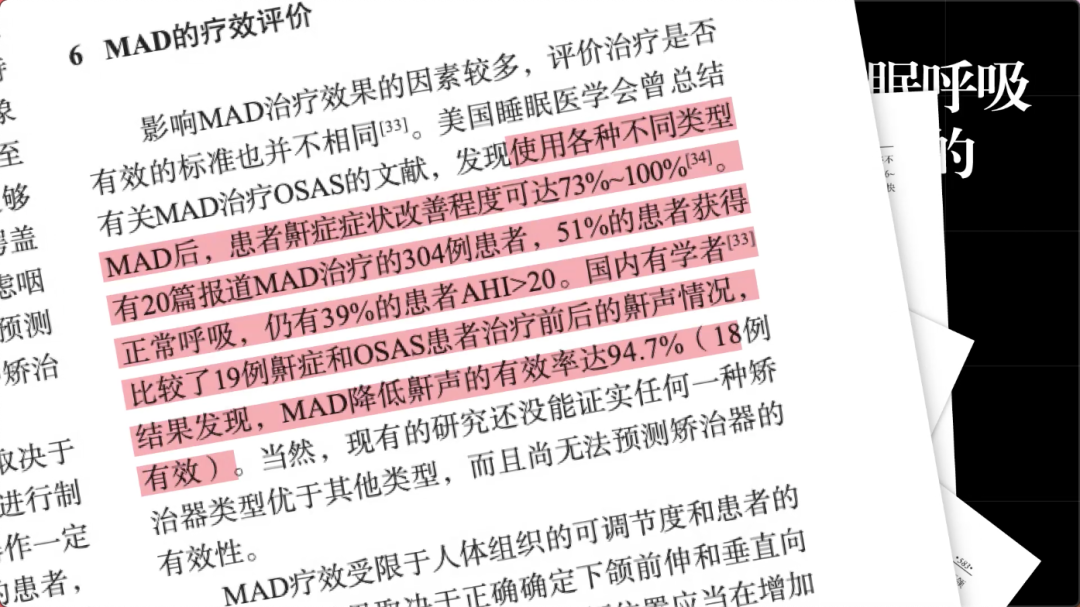 6 MAD的疗效评价
影响MAD治疗效果的因素较多，评价治疗是否
有效的标准也并不相同[33]。美国睡眠医学会曾总结
有关MAD治疗OSAS的文献，发现使用各种不同类型
MAD后，患者鼾症症状改善程度可达73%~100%[34]。
有20篇报道MAD治疗的304例患者，51%的患者获得
正常呼吸，仍有39%的患者AHI>20。国内有学者[33]
比较了19例鼾症和OSAS患者治疗前后的鼾声情况，
结果发现，MAD降低鼾声的有效率达94.7%（18例
有效）。当然，现有的研究还没能证实任何一种矫
治器类型优于其他类型，而且尚无法预测矫治器的
有效性。
MAD疗效受限于人体组织的可调节度和患者的
取决于正确确定下颌前伸和垂直向
位置应当在增加
至
够
咽
预测
矫治
取决于
进行制
作一定
的患者，
眠呼吸
的